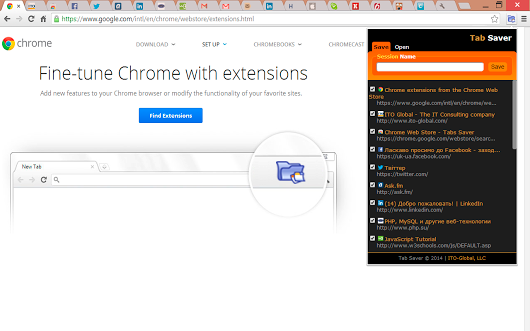 https://www.google.com/intl/en/chrome/webstore/extensions.html
chrome
DOWNLOAD
SET UP
CHROMEBOOKS
CHROMECAST
Fine-tune Chrome with extensions
Add new features to your Chrome browser or modify the functionality of your favorite sites.
Find Extensions
New Tab
Tab Saver
Save Open
Session Name
Save
Chrome extensions from the Chrome Web
Store
https://www.google.com/intl/en/chrome/we...
ITO Global - The IT Consulting company
http://www.ito-global.com/
Chrome Web Store - Tabs Saver
https://chrome.google.com/webstore/searc...
Ласкаво просимо до Facebook - заход...
https://uk-ua.facebook.com/
Твіттер
https://twitter.com/
Ask.fm
http://ask.fm/
(14) Добро пожаловать! | LinkedIn
https://www.linkedin.com/
PHP, MySQL и другие веб-технологии
http://www.php.su/
JavaScript Tutorial
http://www.w3schools.com/js/DEFAULT.asp
Tab Saver © 2014 | ITO-Global, LLC